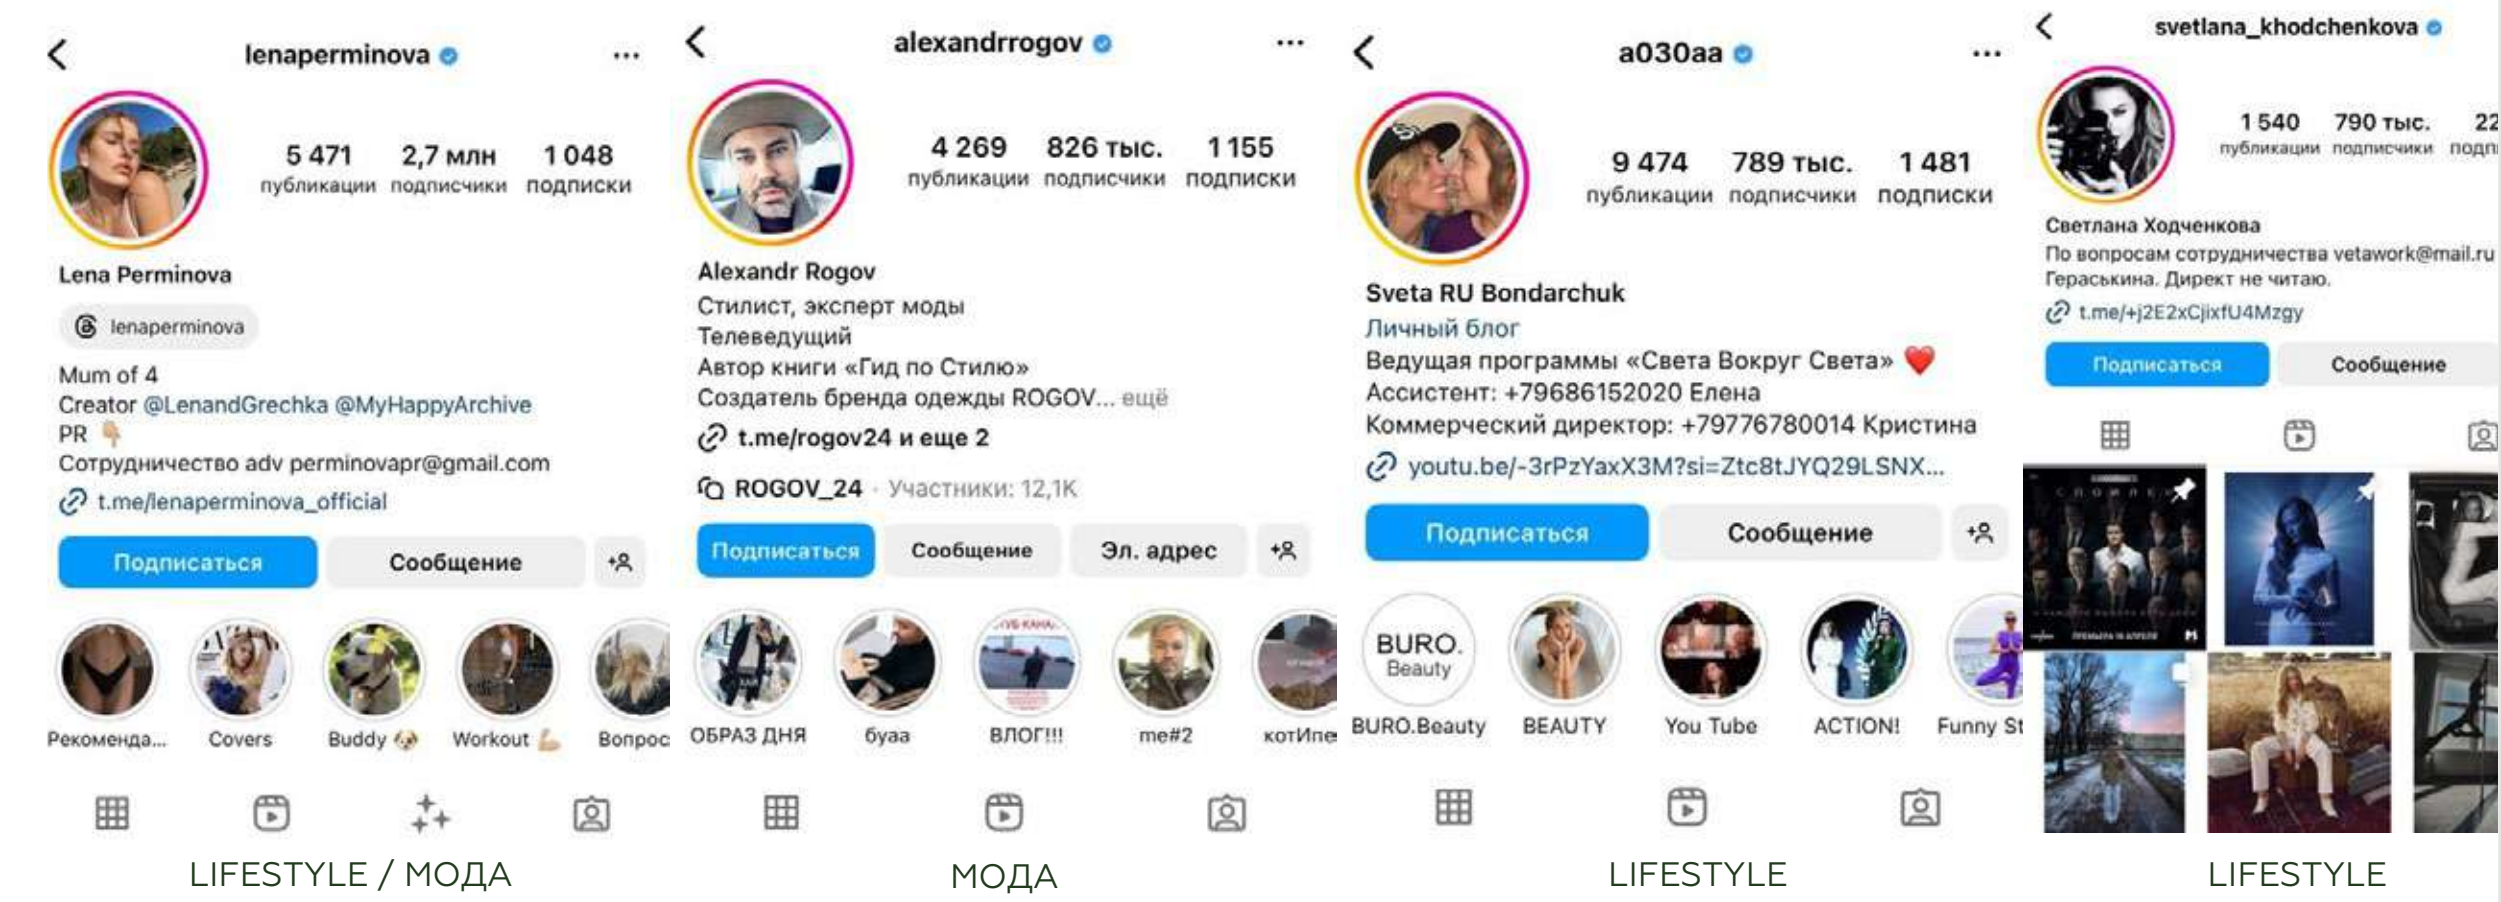 lenaperminova
5 471 2,7 млн 1 048
публикации подписчики подписки
Lena Perminova
lenaperminova
Mum of 4
Creator @LenandGrechka @MyHappyArchive
PR
Сотрудничество adv perminovapr@gmail.com
t.me/lenaperminova_official
Подписаться Сообщение
Рекоменда... Covers Buddy Workout Вопрос
LIFESTYLE / МОДА
alexandrrogov
4 269 826 тыс. 1 155
публикации подписчики подписки
Alexandr Rogov
Стилист, эксперт моды
Телеведущий
Автор книги «Гид по Стилю»
Создатель бренда одежды ROGOV... ещё
t.me/rogov24 и еще 2
ROGOV_24 · Участники: 12,1K
Подписаться Сообщение Эл. адрес
ОБРАЗ ДНЯ буаа ВЛОГ!!! me#2 котИпе
МОДА
a030aa
9 474 789 тыс. 1 481
публикации подписчики подписки
Sveta RU Bondarchuk
Личный блог
Ведущая программы «Света Вокруг Света» ❤️
Ассистент: +79686152020 Елена
Коммерческий директор: +79776780014 Кристина
youtu.be/-3rPzYaxX3M?si=Ztc8tJYQ29LSNX...
Подписаться Сообщение
BURO.
Beauty
BURO.Beauty BEAUTY You Tube ACTION! Funny St
LIFESTYLE
svetlana_khodchenkova
1 540 790 тыс. 22
публикации подписчики подп
Светлана Ходченкова
По вопросам сотрудничества vetawork@mail.ru
Гераськина. Директ не читаю.
t.me/+j2E2xCjixfU4Mzgy
Подписаться Сообщение
ПРЕМЬЕРА 18 АПРЕЛЯ
LIFESTYLE